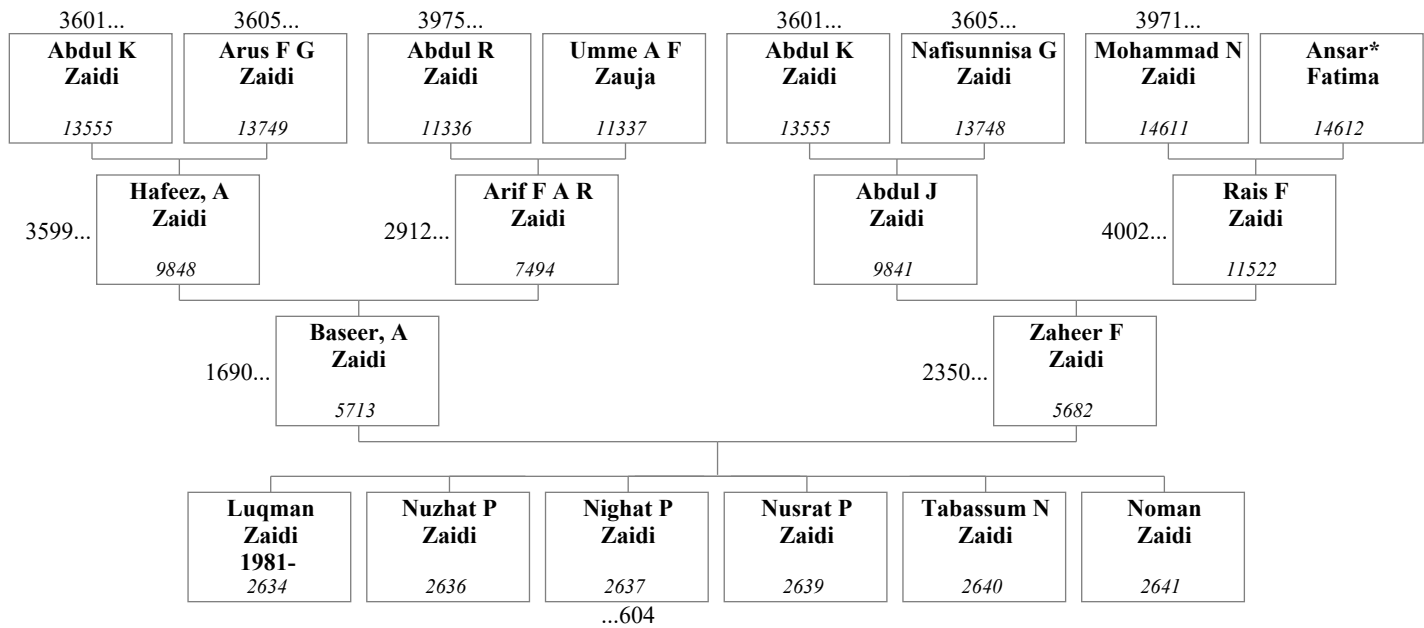 3601...
3605...
3975...
3601...
3605...
3971...
Abdul K
Zaidi
13555
Arus F G
Zaidi
13749
Abdul R
Zaidi
11336
Umme A F
Zauja
11337
Abdul K
Zaidi
13555
Nafisunnisa G
Zaidi
13748
Mohammad N
Zaidi
14611
Ansar*
Fatima
14612
3599...
Hafeez, A
Zaidi
9848
2912...
Arif F A R
Zaidi
7494
Abdul J
Zaidi
9841
4002...
Rais F
Zaidi
11522
1690...
Baseer, A
Zaidi
5713
2350...
Zaheer F
Zaidi
5682
Luqman
Zaidi
1981-
2634
Nuzhat P
Zaidi
2636
Nighat P
Zaidi
2637
Nusrat P
Zaidi
2639
Tabassum N
Zaidi
2640
Noman
Zaidi
2641
...604